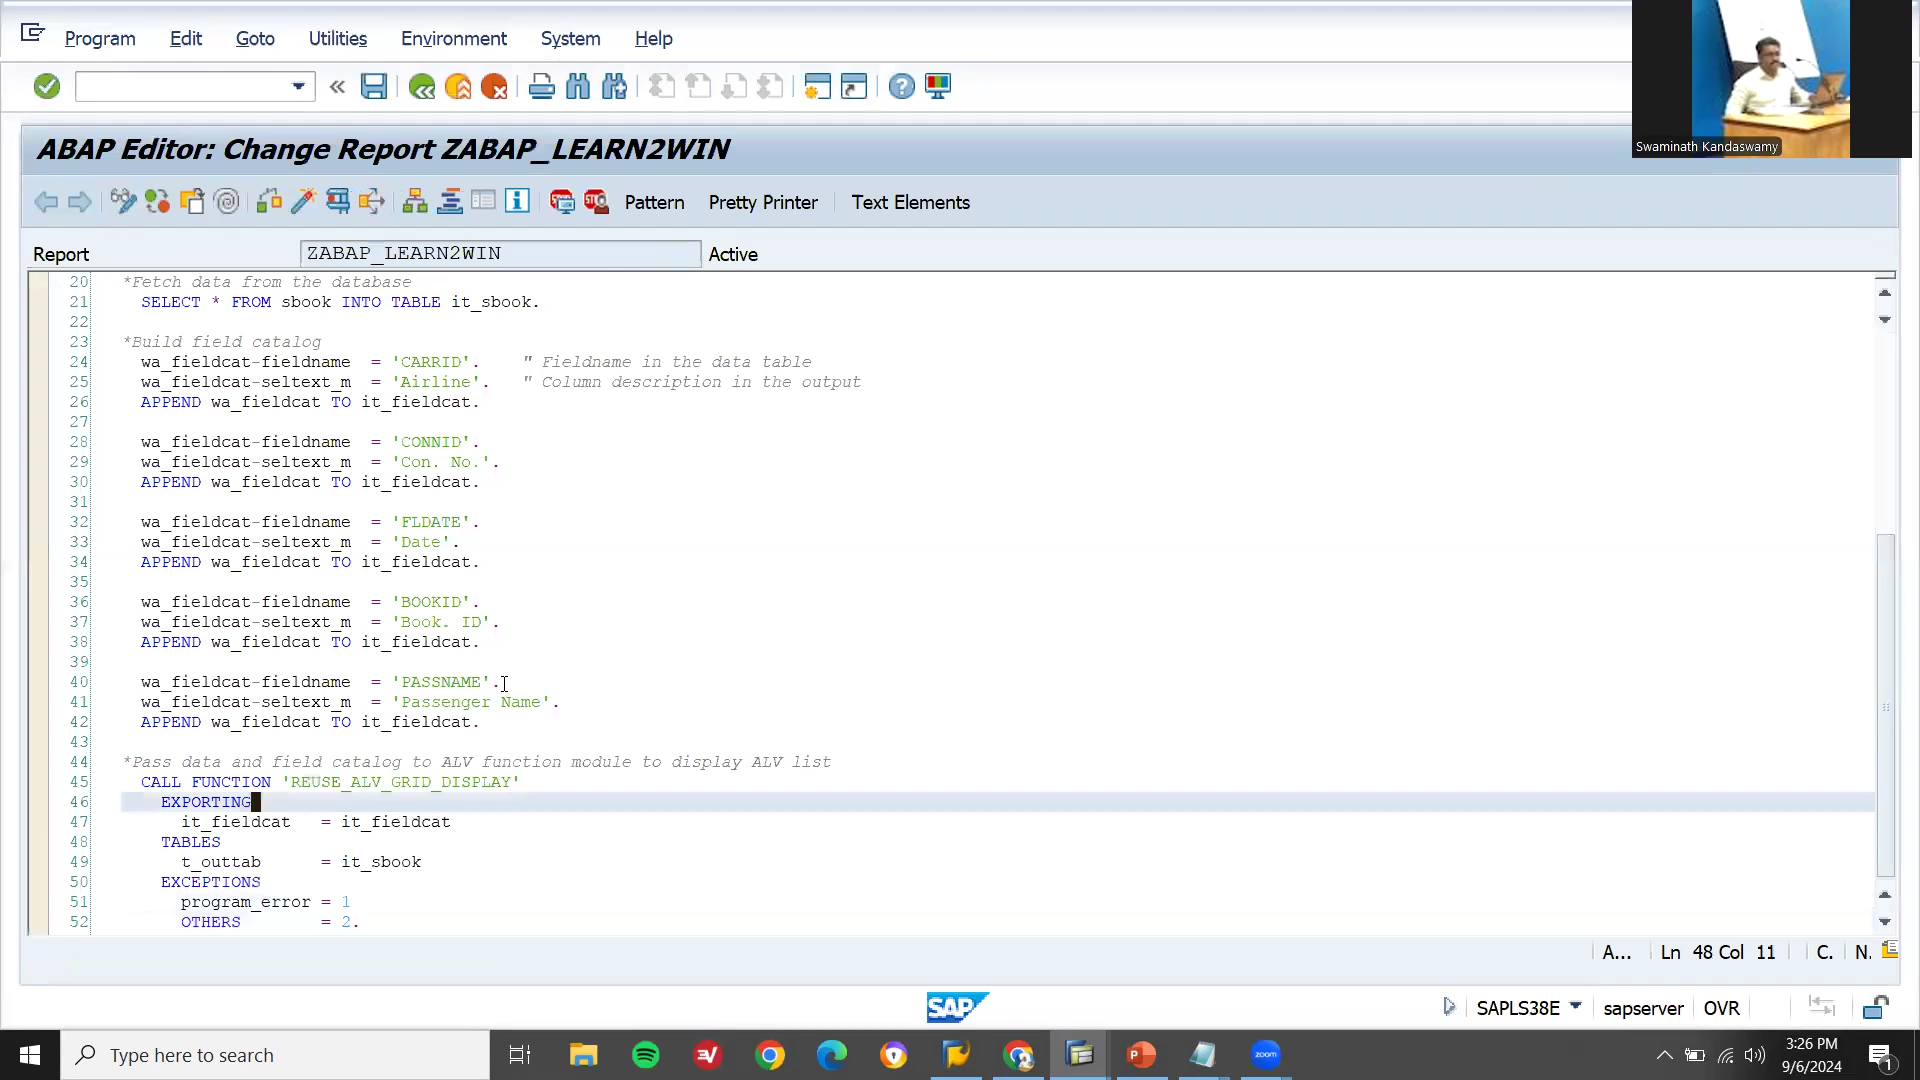 Program Edit Goto Utilities Environment System Help
Swaminath Kandaswamy
ABAP Editor: Change Report ZABAP_LEARN2WIN
Pattern Pretty Printer Text Elements
Report ZABAP_LEARN2WIN Active
20 *Fetch data from the database
21 SELECT * FROM sbook INTO TABLE it_sbook.
22
23 *Build field catalog
24 wa_fieldcat-fieldname = 'CARRID'. " Fieldname in the data table
25 wa_fieldcat-seltext_m = 'Airline'. " Column description in the output
26 APPEND wa_fieldcat TO it_fieldcat.
27
28 wa_fieldcat-fieldname = 'CONNID'.
29 wa_fieldcat-seltext_m = 'Con. No.'.
30 APPEND wa_fieldcat TO it_fieldcat.
31
32 wa_fieldcat-fieldname = 'FLDATE'.
33 wa_fieldcat-seltext_m = 'Date'.
34 APPEND wa_fieldcat TO it_fieldcat.
35
36 wa_fieldcat-fieldname = 'BOOKID'.
37 wa_fieldcat-seltext_m = 'Book. ID'.
38 APPEND wa_fieldcat TO it_fieldcat.
39
40 wa_fieldcat-fieldname = 'PASSNAME'.
41 wa_fieldcat-seltext_m = 'Passenger Name'.
42 APPEND wa_fieldcat TO it_fieldcat.
43
44 *Pass data and field catalog to ALV function module to display ALV list
45 CALL FUNCTION 'REUSE_ALV_GRID_DISPLAY'
46 EXPORTING
47 it_fieldcat = it_fieldcat
48 TABLES
49 t_outtab = it_sbook
50 EXCEPTIONS
51 program_error = 1
52 OTHERS = 2.
A... Ln 48 Col 11 C. N.
SAP SAPLS38E sapserver OVR
Type here to search
zoom
3:26 PM
9/6/2024
1